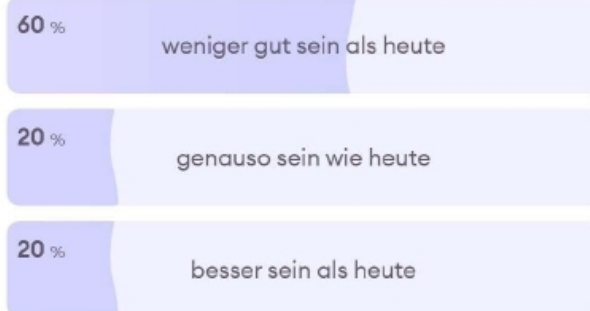 60 %
weniger gut sein als heute
20 %
genauso sein wie heute
20 %
besser sein als heute